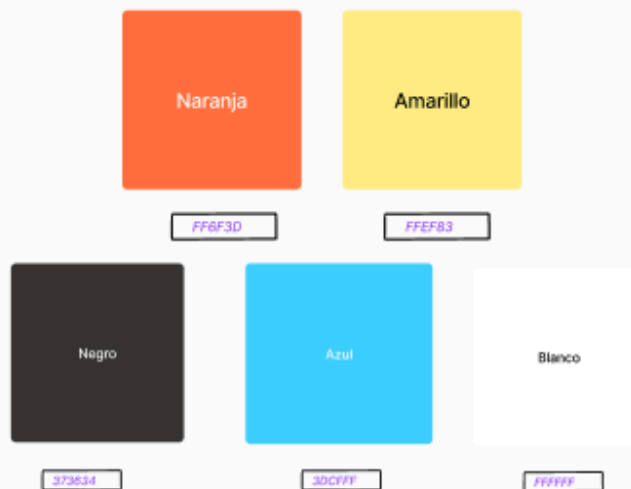 Naranja
Amarillo
FF6F3D
FFEF83
Negro
Azul
Blanco
373634
3DCFFF
FFFFFF